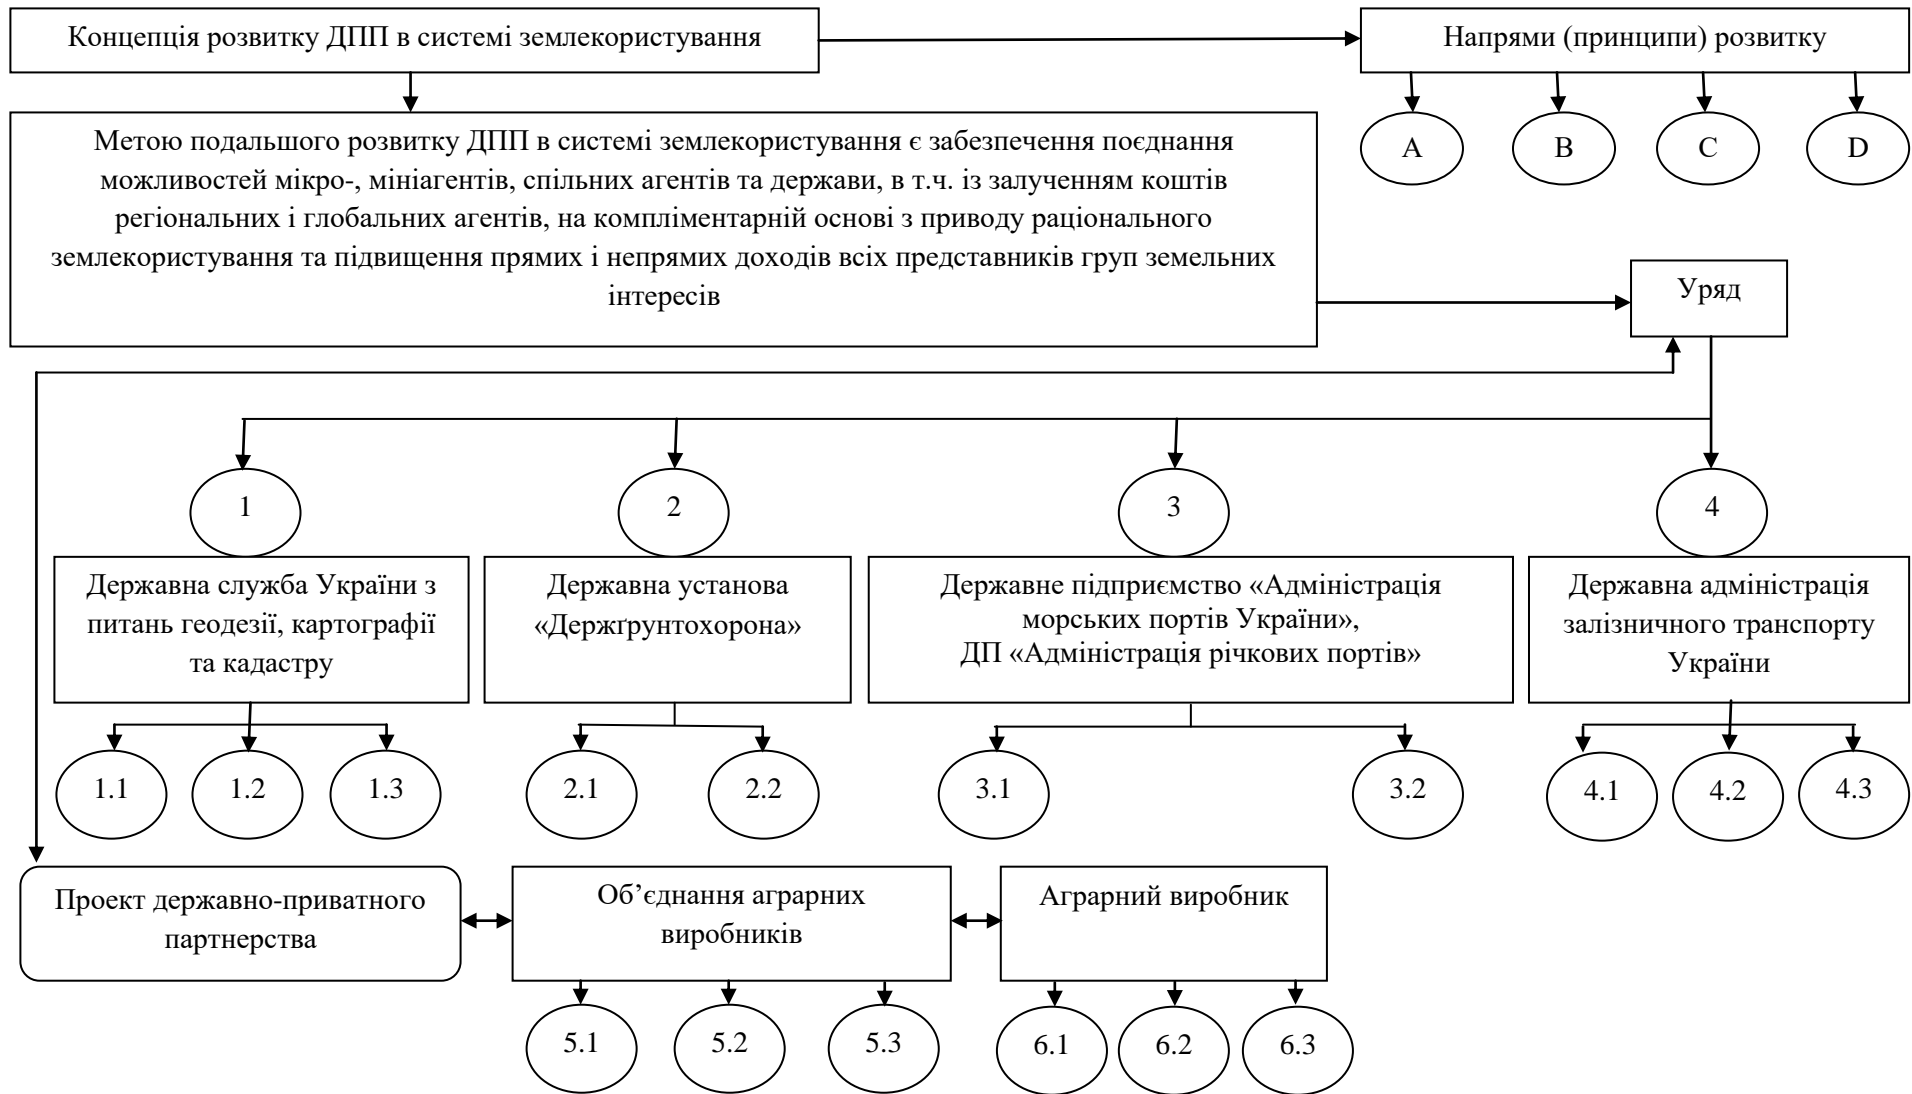 Концепція розвитку ДПП в системі землекористування
Напрями (принципи) розвитку
A
B
C
D
Метою подальшого розвитку ДПП в системі землекористування є забезпечення поєднання
можливостей мікро-, мініагентів, спільних агентів та держави, в т.ч. із залученням коштів
регіональних і глобальних агентів, на компліментарній основі з приводу раціонального
землекористування та підвищення прямих і непрямих доходів всіх представників груп земельних
інтересів
Уряд
1
2
3
4
Державна служба України з
питань геодезії, картографії
та кадастру
Державна установа
«Держґрунтохорона»
Державне підприємство «Адміністрація
морських портів України»,
ДП «Адміністрація річкових портів»
Державна адміністрація
залізничного транспорту
України
1.1
1.2
1.3
2.1
2.2
3.1
3.2
4.1
4.2
4.3
Проект державно-приватного
партнерства
Об’єднання аграрних
виробників
Аграрний виробник
5.1
5.2
5.3
6.1
6.2
6.3